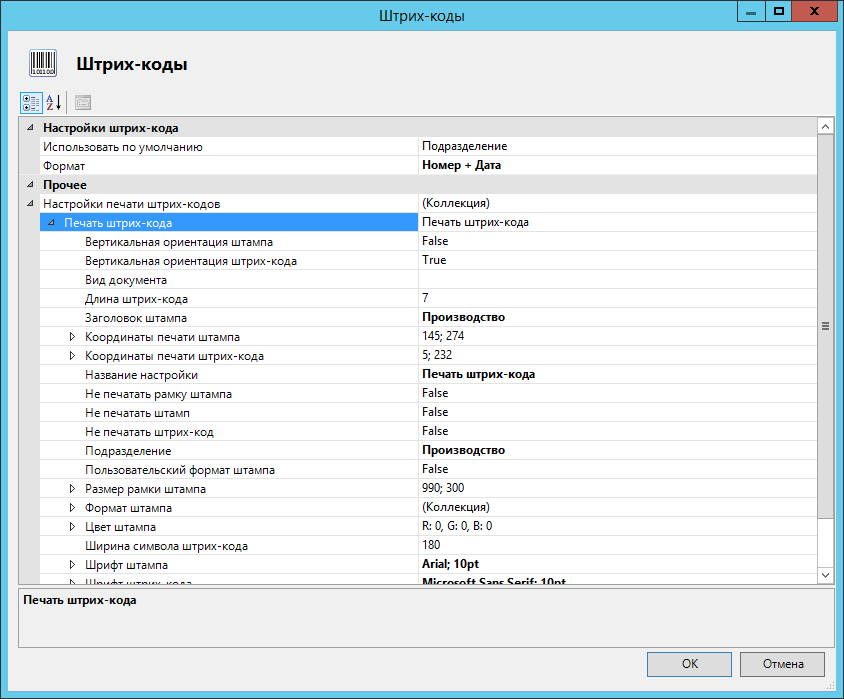 Штрих-коды
Штрих-коды
Настройки штрих-кода
Использовать по умолчанию Подразделение
Формат Номер + Дата
Прочее
Настройки печати штрих-кодов (Коллекция)
Печать штрих-кода Печать штрих-кода
Вертикальная ориентация штампа False
Вертикальная ориентация штрих-кода True
Вид документа
Длина штрих-кода 7
Заголовок штампа Производство
Координаты печати штампа 145; 274
Координаты печати штрих-кода 5; 232
Название настройки Печать штрих-кода
Не печатать рамку штампа False
Не печатать штамп False
Не печатать штрих-код False
Подразделение Производство
Пользовательский формат штампа False
Размер рамки штампа 990; 300
Формат штампа (Коллекция)
Цвет штампа R: 0, G: 0, B: 0
Ширина символа штрих-кода 180
Шрифт штампа Arial; 10pt
Шрифт штрих-кода Microsoft Sans Serif; 10pt
Печать штрих-кода
OK Отмена